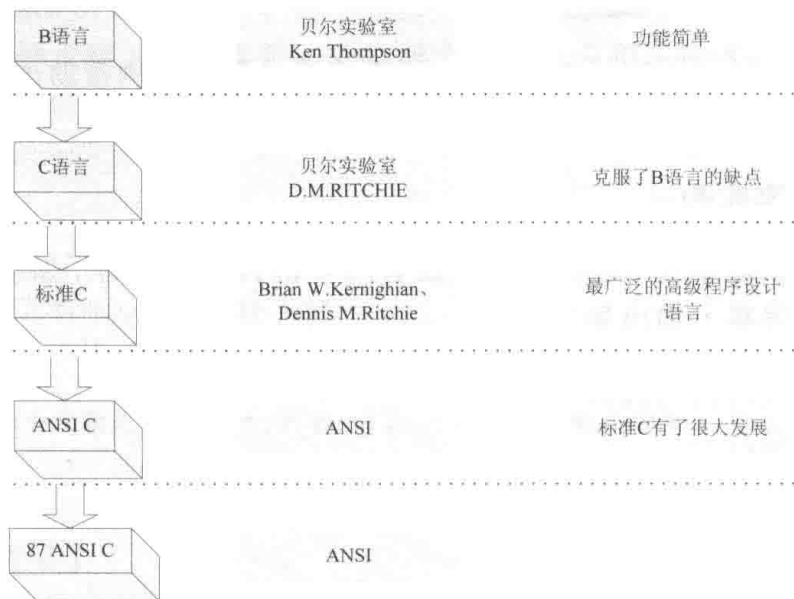 B语言
贝尔实验室
Ken Thompson
功能简单
C语言
贝尔实验室
D.M.RITCHIE
克服了B语言的缺点
标准C
Brian W.Kernighian、
Dennis M.Ritchie
最广泛的高级程序设计
语言
ANSI C
ANSI
标准C有了很大发展
87 ANSI C
ANSI